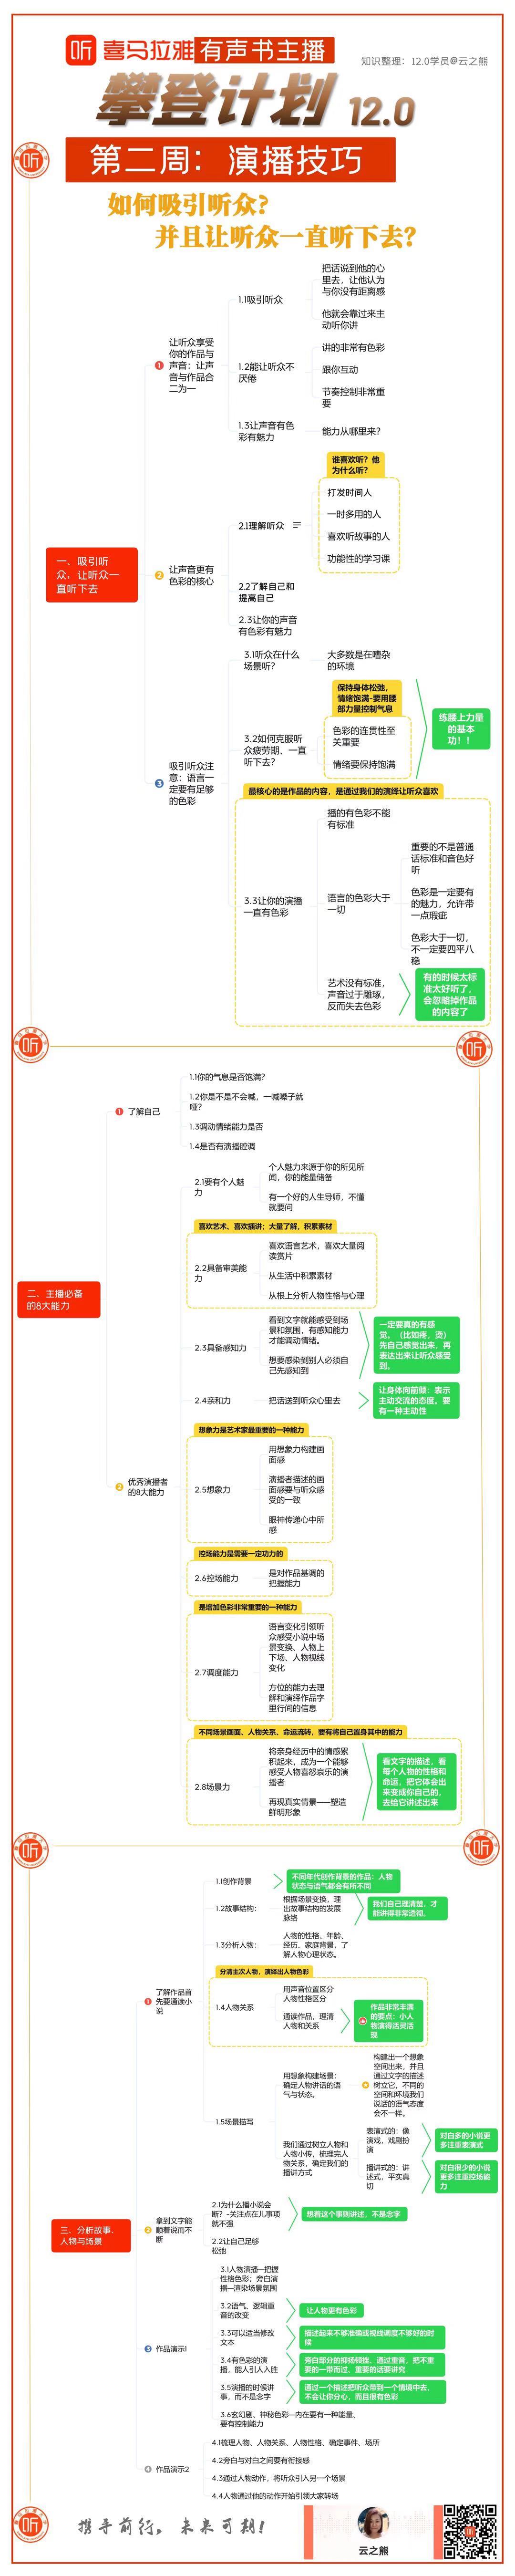 听 喜马拉雅 有声书主播
知识整理：12.0学员@云之熊
攀登计划 12.0
第二周：演播技巧
如何吸引听众？
并且让听众一直听下去？
一、吸引听
众，让听众一
直听下去
1
让听众享受
你的作品与
声音：让声
音与作品合
二为一
1.1吸引听众
把话说到他的心
里去，让他认为
与你没有距离感
他就会靠过来主
动听你讲
1.2能让听众不
厌倦
讲的非常有色彩
跟你互动
节奏控制非常重
要
1.3让声音有色
彩有魅力
能力从哪里来？
2
让声音更有
色彩的核心
2.1理解听众
谁喜欢听？他
为什么听？
打发时间人
一时多用的人
喜欢听故事的人
功能性的学习课
2.2了解自己和
提高自己
2.3让你的声音
有色彩有魅力
3
吸引听众注
意：语言一
定要有足够
的色彩
3.1听众在什么
场景听？
大多数是在嘈杂
的环境
3.2如何克服听
众疲劳期、一直
听下去？
保持身体松弛，
情绪饱满-要用腰
部力量控制气息
色彩的连贯性至
关重要
情绪要保持饱满
练腰上力量
的基本
功！！
最核心的是作品的内容，是通过我们的演绎让听众喜欢
3.3让你的演播
一直有色彩
播的有色彩不能
有标准
语言的色彩大于
一切
重要的不是普通
话标准和音色好
听
色彩是一定要有
的魅力，允许带
一点瑕疵
色彩大于一切，
不一定要四平八
稳
艺术没有标准，
声音过于雕琢，
反而失去色彩
有的时候太标
准太好听了，
会忽略掉作品
的内容了
二、主播必备
的8大能力
1
了解自己
1.1你的气息是否饱满？
1.2你是不是不会喊，一喊嗓子就
哑？
1.3调动情绪能力是否
1.4是否有演播腔调
2
优秀演播者
的8大能力
2.1要有个人魅
力
个人魅力来源于你的所见所
闻，你的能量储备
有一个好的人生导师，不懂
就要问
喜欢艺术、喜欢播讲；大量了解，积累素材
2.2具备审美能
力
喜欢语言艺术，喜欢大量阅
读赏片
从生活中积累素材
从根上分析人物性格与心理
2.3具备感知力
看到文字就能感受到场
景和氛围，有感知能力
才能调动情绪。
想要感染到别人必须自
己先感知到
一定要真的有感
觉。（比如疼，烫）
先自己感觉出来，再
表达出来让听众感受
到。
2.4亲和力
把话送到听众心里去
让身体向前倾：表示
主动交流的态度，要
有一种主动性
想象力是艺术家最重要的一种能力
2.5想象力
用想象力构建画
面感
演播者描述的画
面感要与听众感
受的一致
眼神传递心中所
感
控场能力是需要一定功力的
2.6控场能力
是对作品基调的
把握能力
是增加色彩非常重要的一种能力
2.7调度能力
语言变化引领听
众感受小说中场
景变换、人物上
下场、人物视线
变化
方位的能力去理
解和演绎作品字
里行间的信息
不同场景画面、人物关系、命运流转，要有将自己置身其中的能力
2.8场景力
将亲身经历中的情感累
积起来，成为一个能够
感受人物喜怒哀乐的演
播者
再现真实情景——塑造
鲜明形象
看文字的描述，看
每个人物的性格和
命运，把它体会出
来变成你自己的，
去给它讲述出来
三、分析故事、
人物与场景
1
了解作品首
先要通读小
说
1.1创作背景
不同年代创作背景的作品：人物
状态与语气都会有所不同
1.2故事结构：
根据场景变换，理
出故事结构的发展
脉络
我们自己理清楚，才
能讲得非常透彻。
1.3分析人物：
人物的性格、年龄、
经历、家庭背景，了
解人物心理状态。
分清主次人物，演绎出人物色彩
1.4人物关系
用声音位置区分
人物性格区分
通读作品，理清
人物和关系
作品非常丰满
的要点：小人
物演得活灵活
现
1.5场景描写
用想象构建场景：
确定人物讲话的语
气与状态。
构建出一个想象
空间出来，并且
通过文字的描述
树立它，不同的
空间和环境我们
说话的语气态度
会不一样。
我们通过树立人物和
人物小传，梳理完人
物关系，确定我们的
播讲方式
表演式的：像
演戏，戏剧扮
演
对白多的小说更
多注重表演式
播讲式的：讲
述式，平实真
切
对白很少的小说
更多注重控场能
力
2
拿到文字能
顺着说而不
断
2.1为什么播小说会
断？-关注点在儿事项
就不强
想着这个事则讲述，不是念字
2.2让自己足够
松弛
3
作品演示1
3.1人物演播—把握
性格色彩；旁白演
播—渲染场景氛围
3.2语气、逻辑重
音的改变
让人物更有色彩
3.3可以适当修改
文本
描述起来不够准确或视线调度不够好的时
候
3.4有色彩的演
播，能人引人入胜
旁白部分的抑扬顿挫，通过重音，把不重
要的一带而过，重要的话要讲究
3.5演播的时候讲
事，而不是念字
通过一个描述把听众带到一个情境中去，
不会让你分心，而且很有色彩
3.6玄幻剧、神秘色彩—内在要有一种能量，
要有控制能力
4
作品演示2
4.1梳理人物、人物关系、人物性格、确定事件、场所
4.2旁白与对白之间要有衔接感
4.3通过人物动作，将听众引入另一个场景
4.4人物通过他的动作开始引领大家转场
携手前行，未来可期！
云之熊